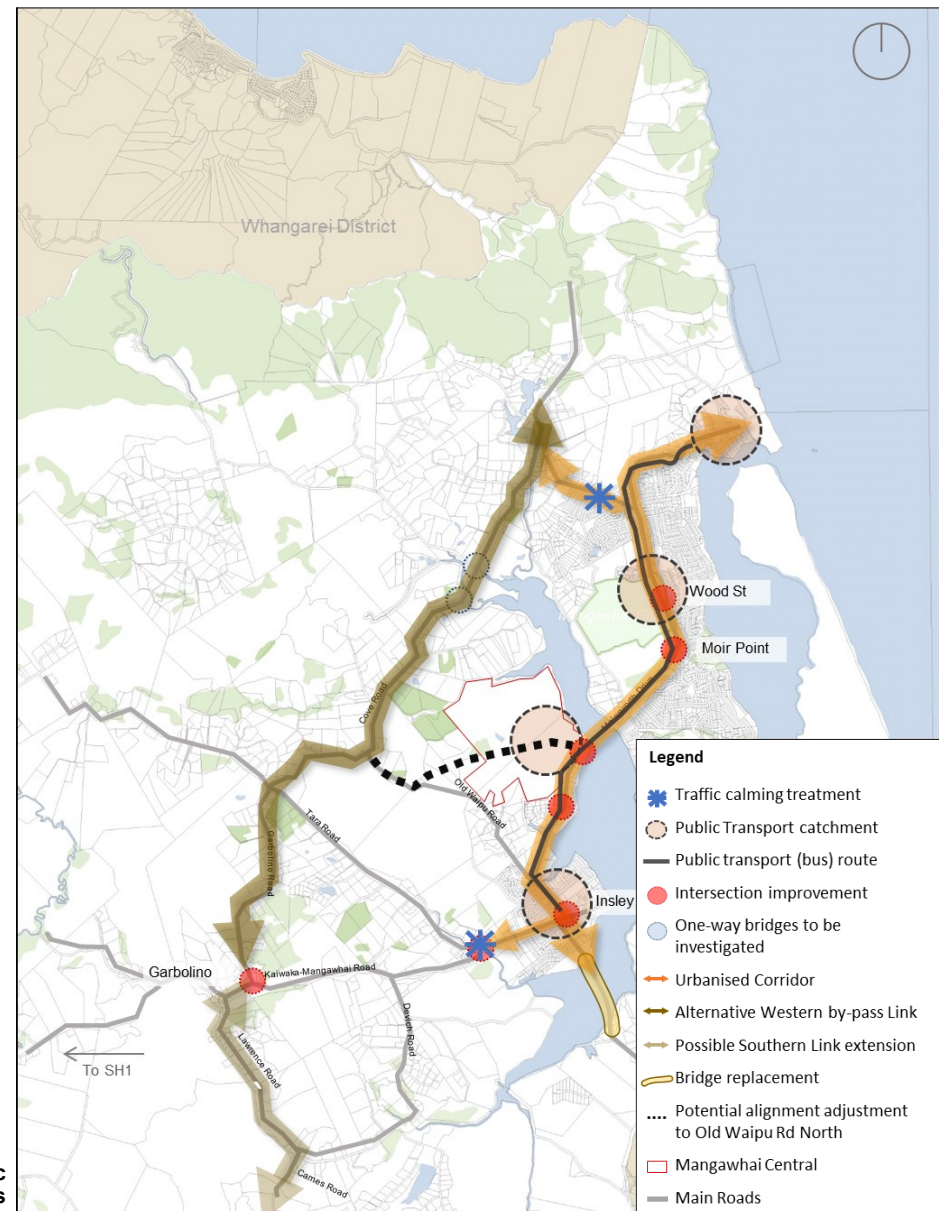 Whangarei District
Wood St
Moir Point
Cove Road
Old Waipu Road
Tara Road
Garbolino Road
Insley
Garbolino
Kaiwaka-Mangawhai Road
Devich Road
Lawrence Road
To SH1
Cames Road
Legend
Traffic calming treatment
Public Transport catchment
Public transport (bus) route
Intersection improvement
One-way bridges to be
investigated
Urbanised Corridor
Alternative Western by-pass Link
Possible Southern Link extension
Bridge replacement
Potential alignment adjustment
to Old Waipu Rd North
Mangawhai Central
Main Roads
c
s